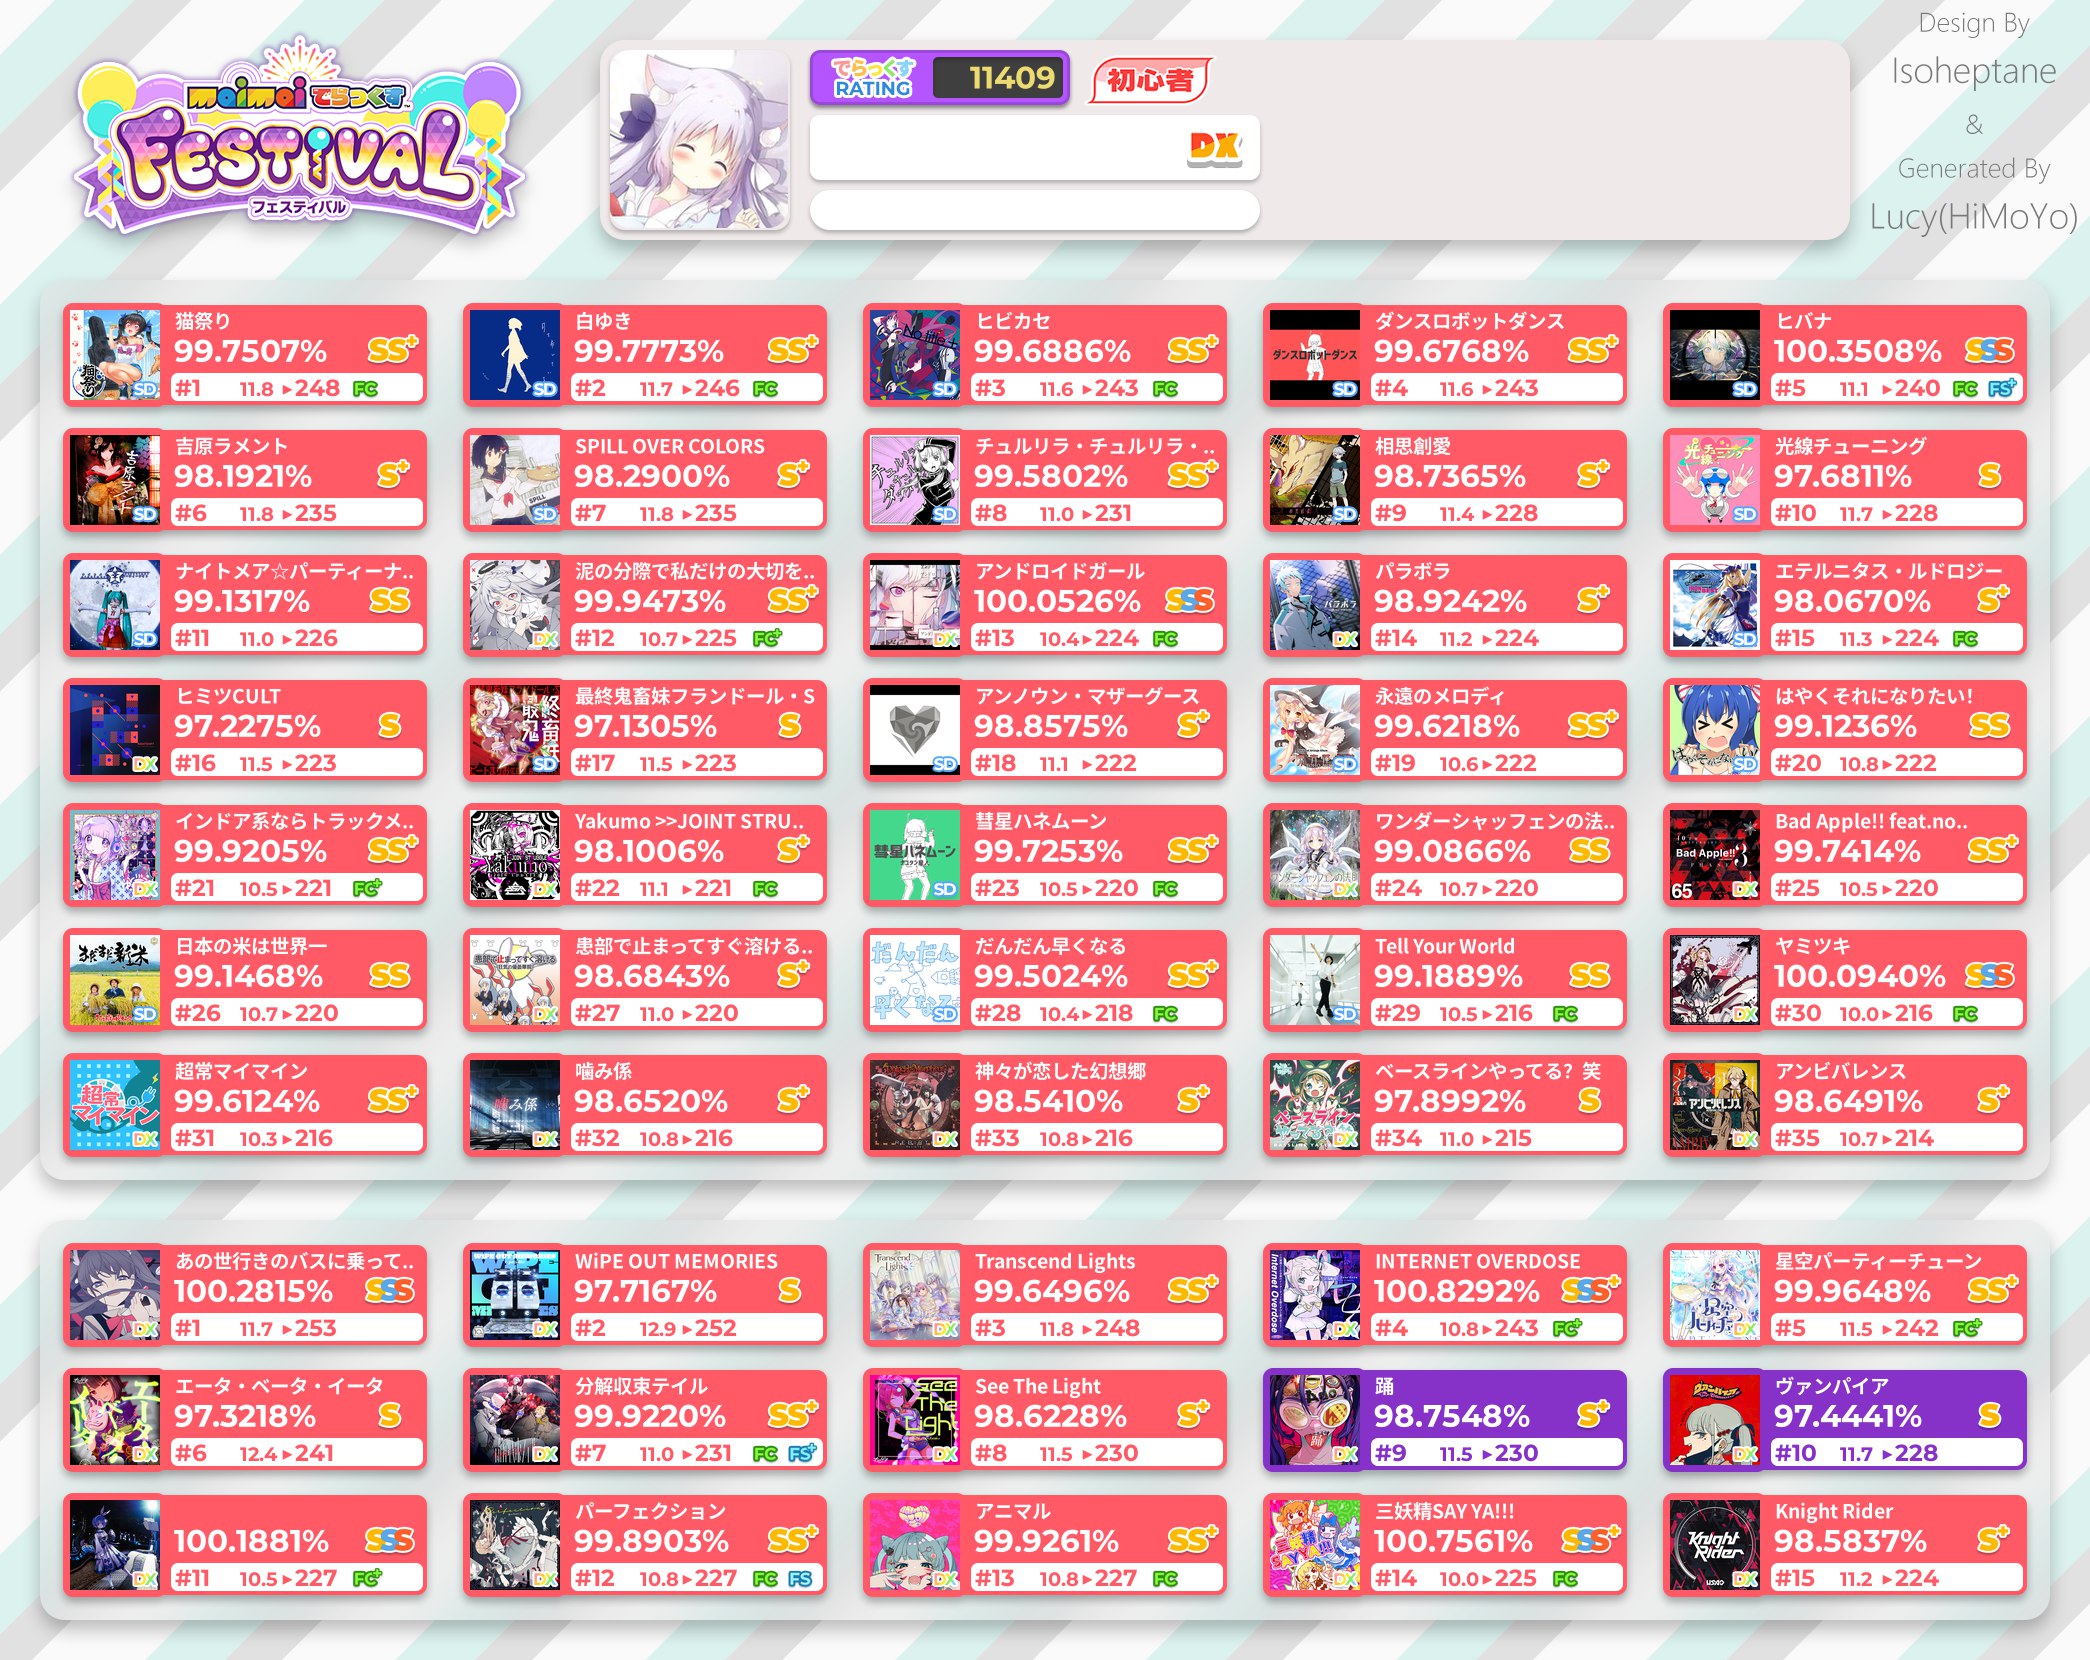 maimai でらっくす
FESTiVAL
フェスティバル
でらっくす
RATING
11409
初心者
DX
Design By
Isoheptane
&
Generated By
Lucy(HiMoYo)
猫祭り
99.7507% SS+
#1 11.8 ▸248 FC
SD
白ゆき
99.7773% SS+
#2 11.7 ▸246 FC
SD
ヒビカセ
99.6886% SS+
#3 11.6 ▸243 FC
SD
ダンスロボットダンス
99.6768% SS+
#4 11.6 ▸243
SD
ヒバナ
100.3508% SSS
#5 11.1 ▸240 FC FS+
SD
吉原ラメント
98.1921% S+
#6 11.8 ▸235
SD
SPILL OVER COLORS
98.2900% S+
#7 11.8 ▸235
SD
チュルリラ・チュルリラ・..
99.5802% SS+
#8 11.0 ▸231
SD
相思創愛
98.7365% S+
#9 11.4 ▸228
SD
光線チューニング
97.6811% S
#10 11.7 ▸228
SD
ナイトメア☆パーティーナ..
99.1317% SS
#11 11.0 ▸226
SD
泥の分際で私だけの大切を..
99.9473% SS+
#12 10.7 ▸225 FC+
DX
アンドロイドガール
100.0526% SSS
#13 10.4 ▸224 FC
DX
パラボラ
98.9242% S+
#14 11.2 ▸224
DX
エテルニタス・ルドロジー
98.0670% S+
#15 11.3 ▸224 FC
SD
ヒミツCULT
97.2275% S
#16 11.5 ▸223
DX
最終鬼畜妹フランドール・S
97.1305% S
#17 11.5 ▸223
SD
アンノウン・マザーグース
98.8575% S+
#18 11.1 ▸222
SD
永遠のメロディ
99.6218% SS+
#19 10.6 ▸222
SD
はやくそれになりたい!
99.1236% SS
#20 10.8 ▸222
SD
インドア系ならトラックメ..
99.9205% SS+
#21 10.5 ▸221 FC+
DX
Yakumo >>JOINT STRU..
98.1006% S+
#22 11.1 ▸221 FC
DX
彗星ハネムーン
99.7253% SS+
#23 10.5 ▸220 FC
SD
ワンダーシャッフェンの法..
99.0866% SS
#24 10.7 ▸220
DX
Bad Apple!! feat.no..
99.7414% SS+
#25 10.5 ▸220
DX
日本の米は世界一
99.1468% SS
#26 10.7 ▸220
SD
患部で止まってすぐ溶ける..
98.6843% S+
#27 11.0 ▸220
DX
だんだん早くなる
99.5024% SS+
#28 10.4 ▸218 FC
SD
Tell Your World
99.1889% SS
#29 10.5 ▸216 FC
SD
ヤミツキ
100.0940% SSS
#30 10.0 ▸216 FC
DX
超常マイマイン
99.6124% SS+
#31 10.3 ▸216
DX
噛み係
98.6520% S+
#32 10.8 ▸216
DX
神々が恋した幻想郷
98.5410% S+
#33 10.8 ▸216
DX
ベースラインやってる? 笑
97.8992% S
#34 11.0 ▸215
DX
アンビバレンス
98.6491% S+
#35 10.7 ▸214
DX
あの世行きのバスに乗って..
100.2815% SSS
#1 11.7 ▸253
DX
WiPE OUT MEMORIES
97.7167% S
#2 12.9 ▸252
DX
Transcend Lights
99.6496% SS+
#3 11.8 ▸248
DX
INTERNET OVERDOSE
100.8292% SSS+
#4 10.8 ▸243 FC+
DX
星空パーティーチューン
99.9648% SS+
#5 11.5 ▸242 FC+
DX
エータ・ベータ・イータ
97.3218% S
#6 12.4 ▸241
DX
分解収束テイル
99.9220% SS+
#7 11.0 ▸231 FC FS+
DX
See The Light
98.6228% S+
#8 11.5 ▸230
DX
踊
98.7548% S+
#9 11.5 ▸230
DX
ヴァンパイア
97.4441% S
#10 11.7 ▸228
DX
100.1881% SSS
#11 10.5 ▸227 FC+
DX
パーフェクション
99.8903% SS+
#12 10.8 ▸227 FC FS
DX
アニマル
99.9261% SS+
#13 10.8 ▸227 FC
DX
三妖精SAY YA!!!
100.7561% SSS+
#14 10.0 ▸225 FC
DX
Knight Rider
98.5837% S+
#15 11.2 ▸224
DX